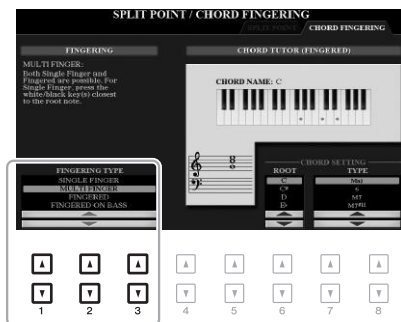 SPLIT POINT / CHORD FINGERING
SPLIT POINT
CHORD FINGERING
FINGERING
MULTI FINGER:
Both Single Finger and
Fingered are possible. For
Single Finger, press the
white/black key(s) closest
to the root note.
CHORD TUTOR (FINGERED)
CHORD NAME: C
FINGERING TYPE
SINGLE FINGER
MULTI FINGER
FINGERED
FINGERED ON BASS
CHORD SETTING
ROOT
C
C#
D
E♭
TYPE
Maj
6
M7
M7#11
1 2 3 4 5 6 7 8